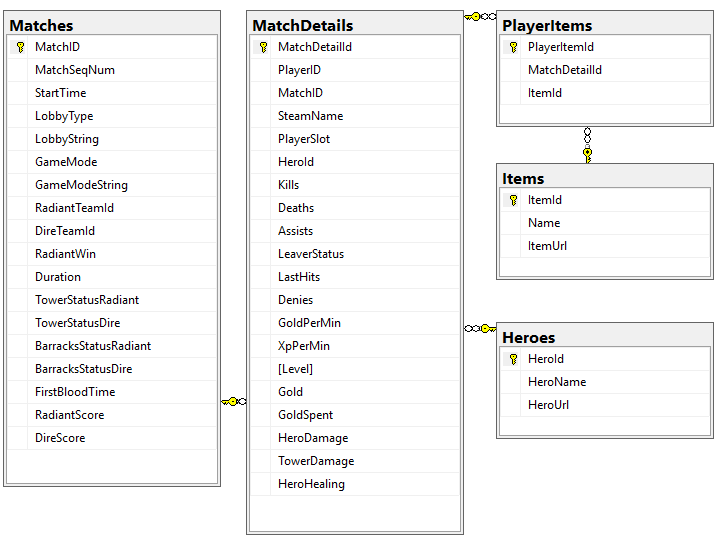 Matches
MatchID
MatchSeqNum
StartTime
LobbyType
LobbyString
GameMode
GameModeString
RadiantTeamId
DireTeamId
RadiantWin
Duration
TowerStatusRadiant
TowerStatusDire
BarracksStatusRadiant
BarracksStatusDire
FirstBloodTime
RadiantScore
DireScore
MatchDetails
MatchDetailId
PlayerID
MatchID
SteamName
PlayerSlot
HeroId
Kills
Deaths
Assists
LeaverStatus
LastHits
Denies
GoldPerMin
XpPerMin
[Level]
Gold
GoldSpent
HeroDamage
TowerDamage
HeroHealing
PlayerItems
PlayerItemId
MatchDetailId
ItemId
Items
ItemId
Name
ItemUrl
Heroes
HeroId
HeroName
HeroUrl